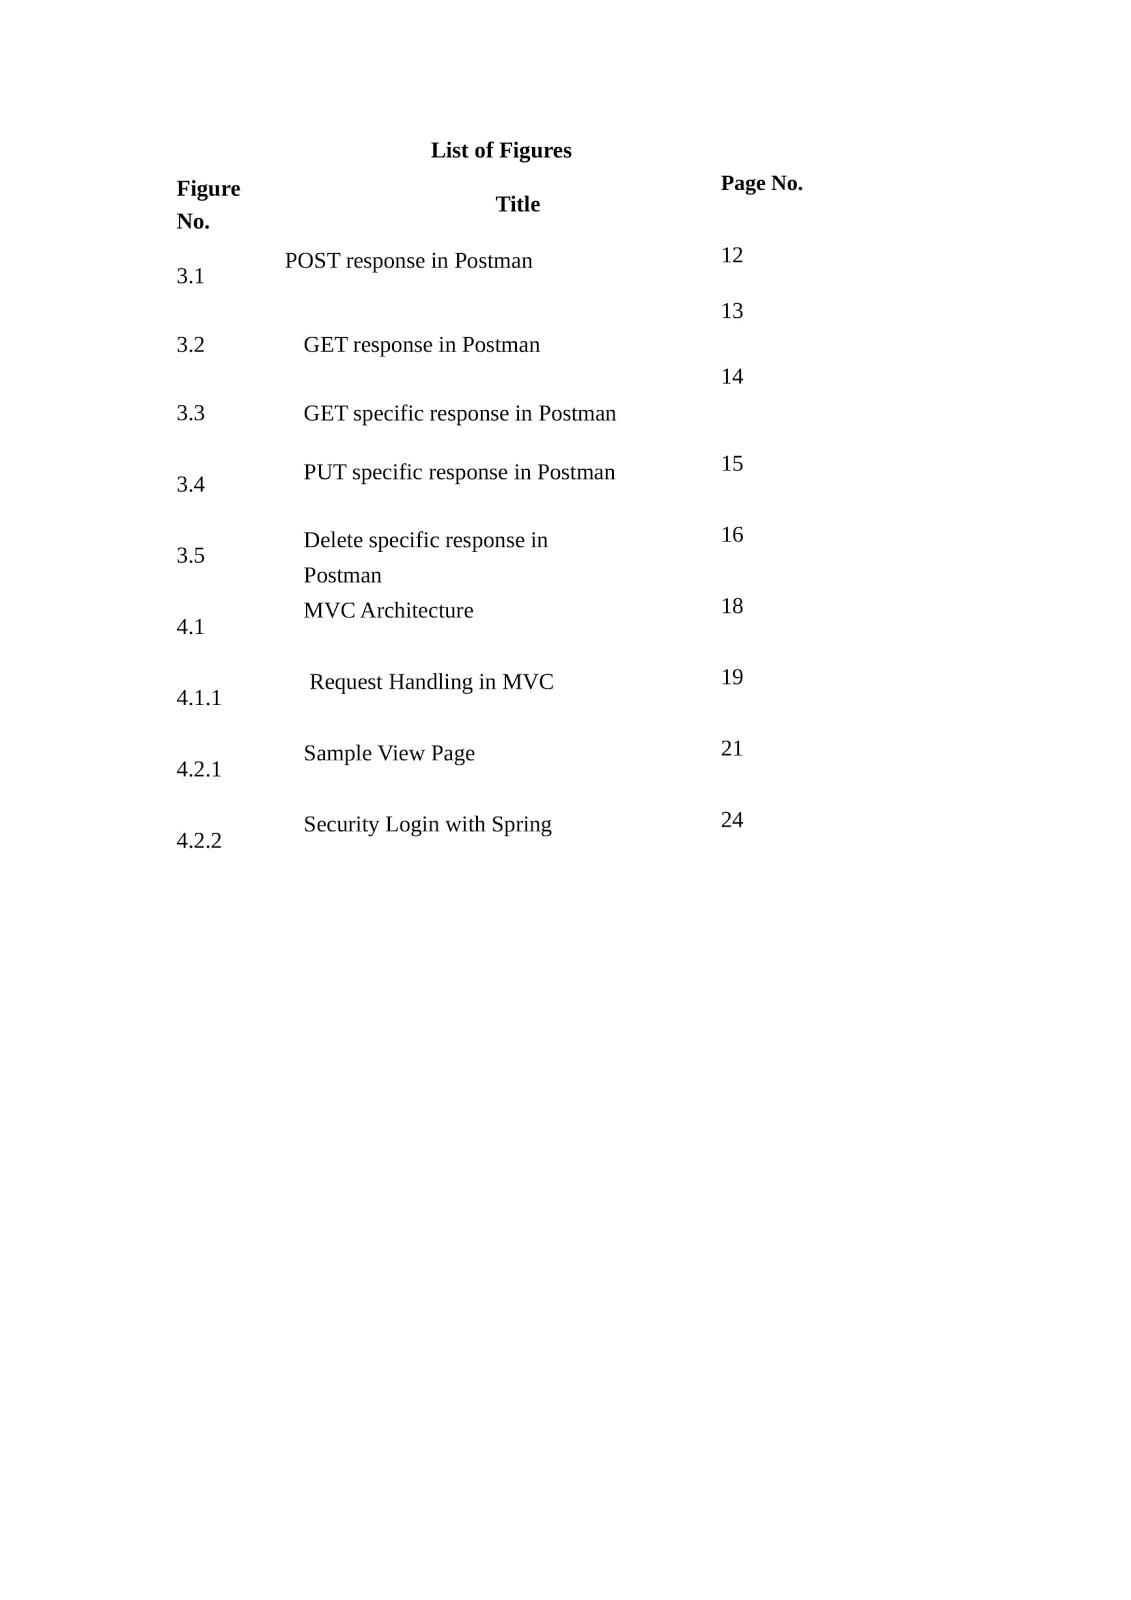 List of Figures
Figure No. Title Page No.
3.1 POST response in Postman 12
3.2 GET response in Postman 13
3.3 GET specific response in Postman 14
3.4 PUT specific response in Postman 15
3.5 Delete specific response in Postman 16
4.1 MVC Architecture 18
4.1.1 Request Handling in MVC 19
4.2.1 Sample View Page 21
4.2.2 Security Login with Spring 24